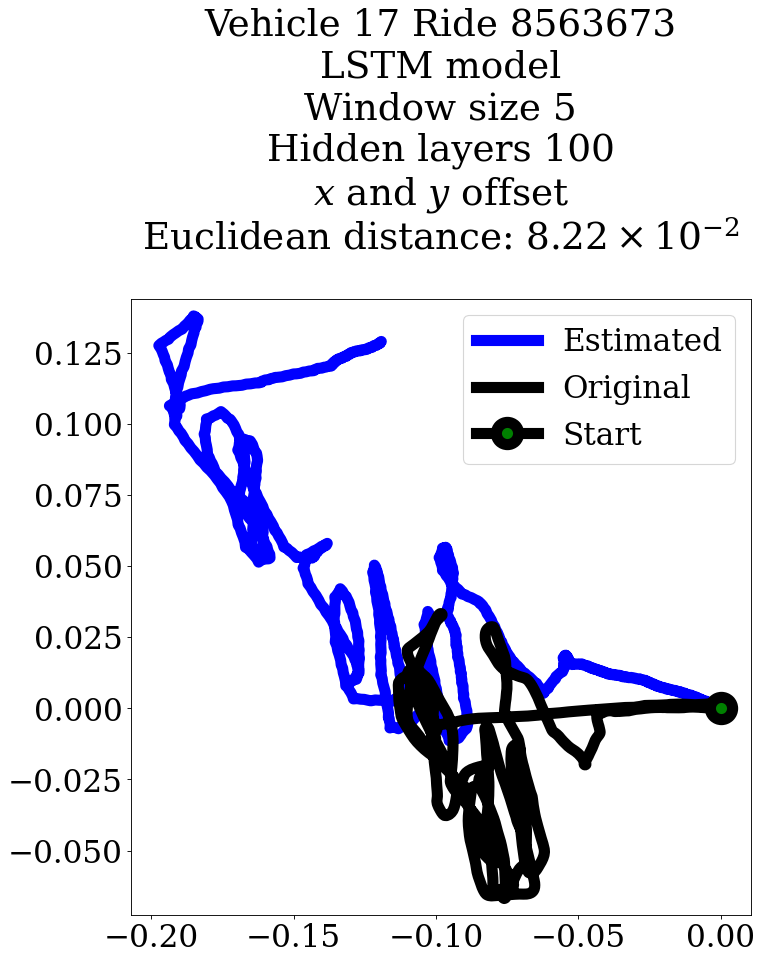 Vehicle 17 Ride 8563673
LSTM model
Window size 5
Hidden layers 100
x and y offset
Euclidean distance: 8.22 × 10⁻²
Estimated
Original
Start
0.125
0.100
0.075
0.050
0.025
0.000
−0.025
−0.050
−0.20 −0.15 −0.10 −0.05 0.00